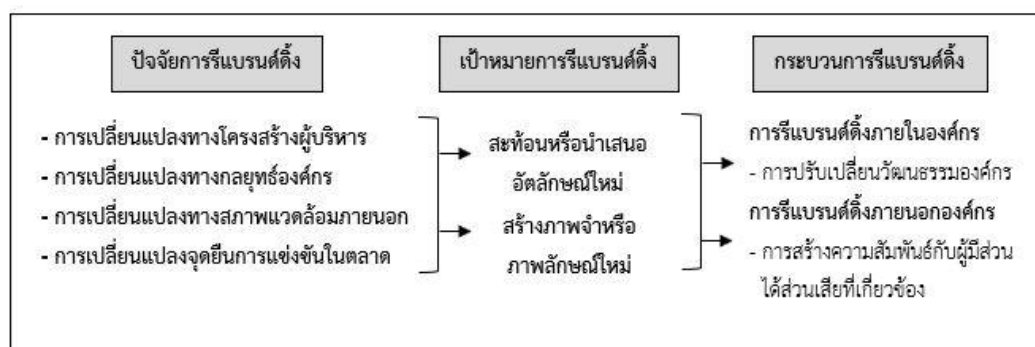 ปัจจัยการรีแบรนด์ดิ้ง
เป้าหมายการรีแบรนด์ดิ้ง
กระบวนการรีแบรนด์ดิ้ง
- การเปลี่ยนแปลงทางโครงสร้างผู้บริหาร
- การเปลี่ยนแปลงทางกลยุทธ์องค์กร
- การเปลี่ยนแปลงทางสภาพแวดล้อมภายนอก
- การเปลี่ยนแปลงจุดยืนการแข่งขันในตลาด
สะท้อนหรือนำเสนอ
อัตลักษณ์ใหม่
สร้างภาพจำหรือ
ภาพลักษณ์ใหม่
การรีแบรนด์ดิ้งภายในองค์กร
- การปรับเปลี่ยนวัฒนธรรมองค์กร
การรีแบรนด์ดิ้งภายนอกองค์กร
- การสร้างความสัมพันธ์กับผู้มีส่วน
ได้ส่วนเสียที่เกี่ยวข้อง